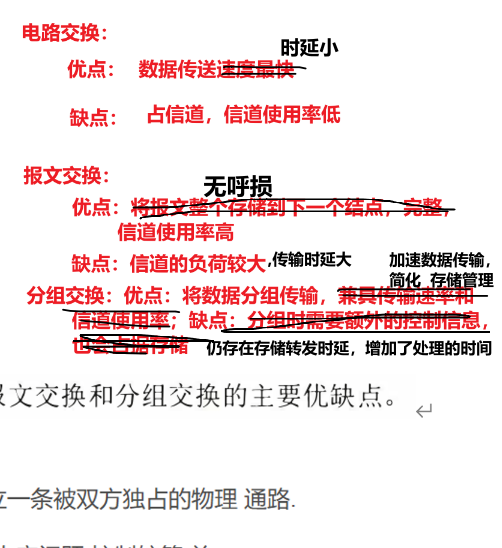 电路交换：
时延小
优点： 数据传送速度最快
缺点： 占信道，信道使用率低
报文交换：
无呼损
优点：将报文整个存储到下一个结点，完整，
信道使用率高
缺点：信道的负荷较大,传输时延大
加速数据传输，
简化 存储管理
分组交换：优点：将数据分组传输，兼具传输速率和
信道使用率；缺点：分组时需要额外的控制信息，
也会占据存储 仍存在存储转发时延，增加了处理的时间
报文交换和分组交换的主要优缺点。
立一条被双方独占的物理 通路.